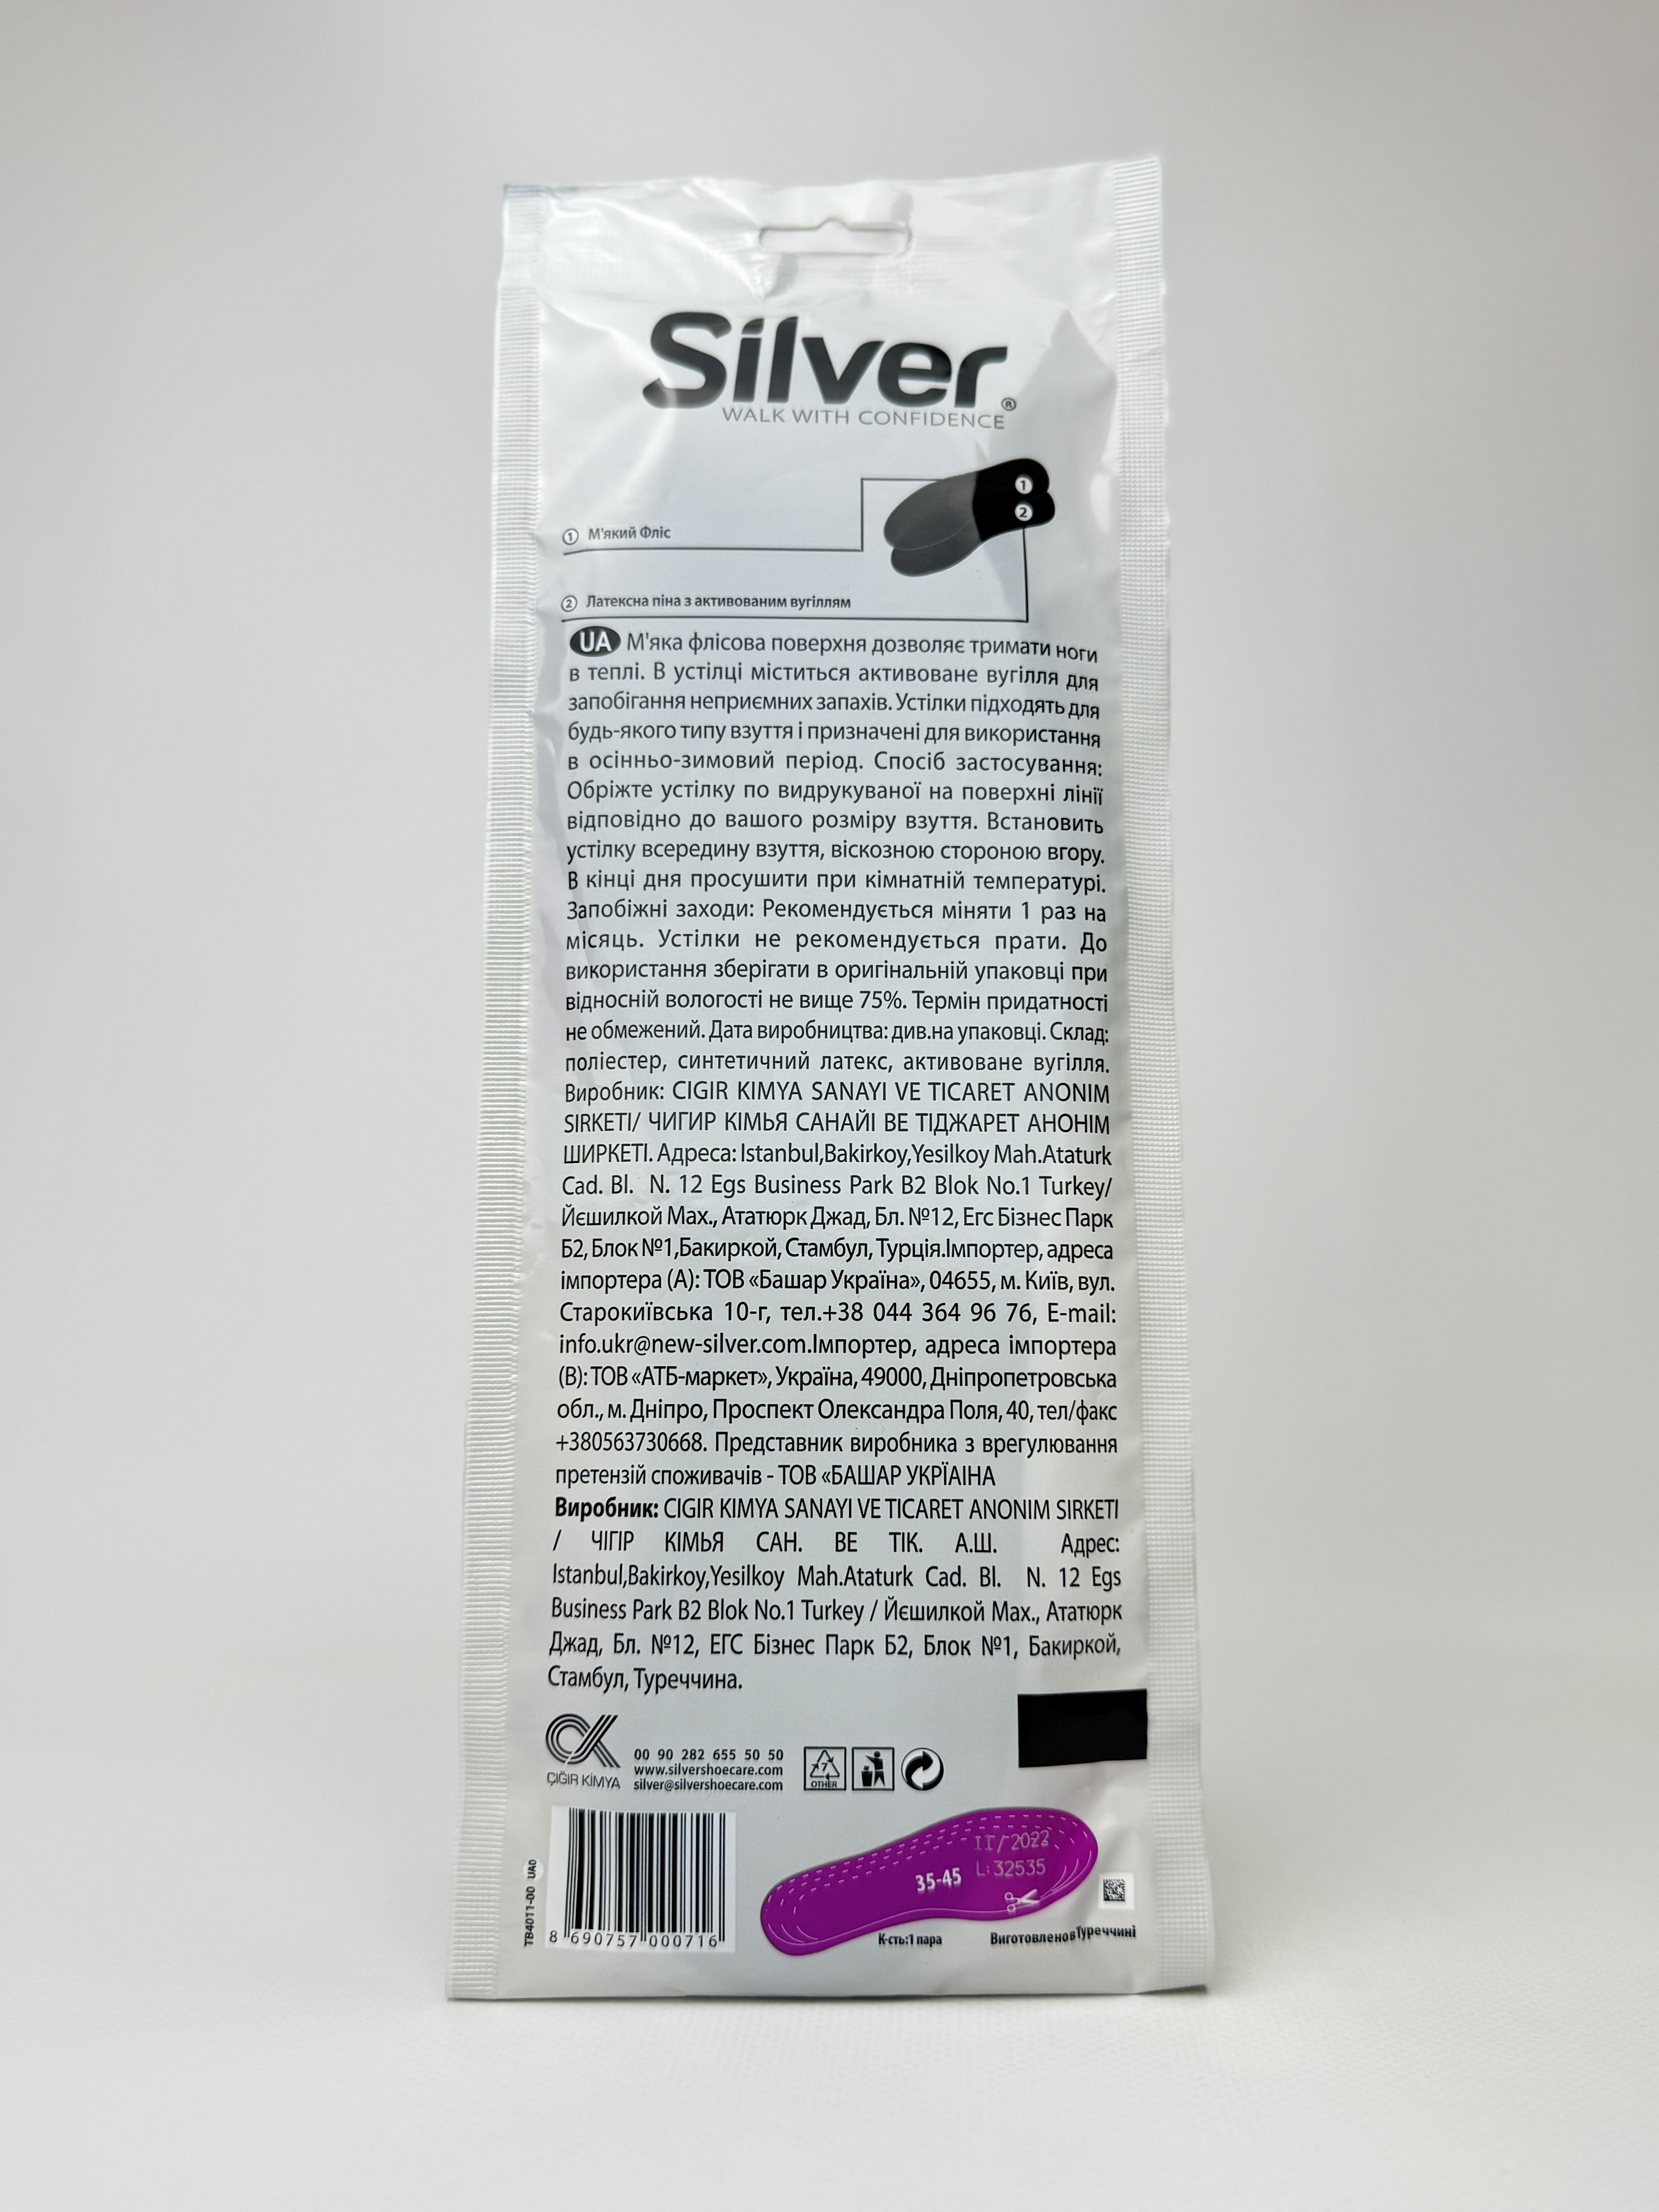 Silver®
WALK WITH CONFIDENCE
1
2
1 М'який Фліс
2 Латексна піна з активованим вугіллям
UA М'яка флісова поверхня дозволяє тримати ноги
в теплі. В устілці міститься активоване вугілля для
запобігання неприємних запахів. Устілки підходять для
будь-якого типу взуття і призначені для використання
в осінньо-зимовий період. Спосіб застосування:
Обріжте устілку по видрукуваної на поверхні лінії
відповідно до вашого розміру взуття. Встановить
устілку всередину взуття, віскозною стороною вгору.
В кінці дня просушити при кімнатній температурі.
Запобіжні заходи: Рекомендується міняти 1 раз на
місяць. Устілки не рекомендується прати. До
використання зберігати в оригінальній упаковці при
відносній вологості не вище 75%. Термін придатності
не обмежений. Дата виробництва: див.на упаковці. Склад:
поліестер, синтетичний латекс, активоване вугілля.
Виробник: CIGIR KIMYA SANAYI VE TICARET ANONIM
SIRKETI/ ЧИГИР КІМЬЯ САНАЙІ ВЕ ТІДЖАРЕТ АНОНІМ
ШИРКЕТІ. Адреса: Istanbul,Bakirkoy,Yesilkoy Mah.Ataturk
Cad. Bl. N. 12 Egs Business Park B2 Blok No.1 Turkey/
Йєшилкой Мах., Ататюрк Джад, Бл. №12, Егс Бізнес Парк
Б2, Блок №1,Бакиркой, Стамбул, Турція.Імпортер, адреса
імпортера (А): ТОВ «Башар Україна», 04655, м. Київ, вул.
Старокиївська 10-г, тел.+38 044 364 96 76, E-mail:
info.ukr@new-silver.com.Імпортер, адреса імпортера
(В): ТОВ «АТБ-маркет», Україна, 49000, Дніпропетровська
обл., м. Дніпро, Проспект Олександра Поля, 40, тел/факс
+380563730668. Представник виробника з врегулювання
претензій споживачів - ТОВ «БАШАР УКРЇАІНА
Виробник: CIGIR KIMYA SANAYI VE TICARET ANONIM SIRKETI
/ ЧІГІР КІМЬЯ САН. ВЕ ТІК. А.Ш. Адрес:
Istanbul,Bakirkoy,Yesilkoy Mah.Ataturk Cad. Bl. N. 12 Egs
Business Park B2 Blok No.1 Turkey / Йєшилкой Мах., Ататюрк
Джад, Бл. №12, ЕГС Бізнес Парк Б2, Блок №1, Бакиркой,
Стамбул, Туреччина.
ÇIĞIR KİMYA
00 90 282 655 50 50
www.silvershoecare.com
silver@silvershoecare.com
7
OTHER
TB4011-00 UA0
8 690757 000716
II/2022
L:32535
35-45
К-сть:1 пара
Виготовлено в Туреччині